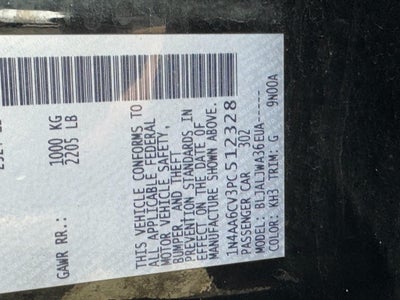 GAWR RR.: 1000 KG
2205 LB
THIS VEHICLE CONFORMS TO
ALL APPLICABLE FEDERAL
MOTOR VEHICLE SAFETY,
BUMPER, AND THEFT
PREVENTION STANDARDS IN
EFFECT ON THE DATE OF
MANUFACTURE SHOWN ABOVE.
1N4AA6CV3PC512328
PASSENGER CAR 302
MODEL: BLJALJWA36EUA------
COLOR: KH3 TRIM: G 9N00A